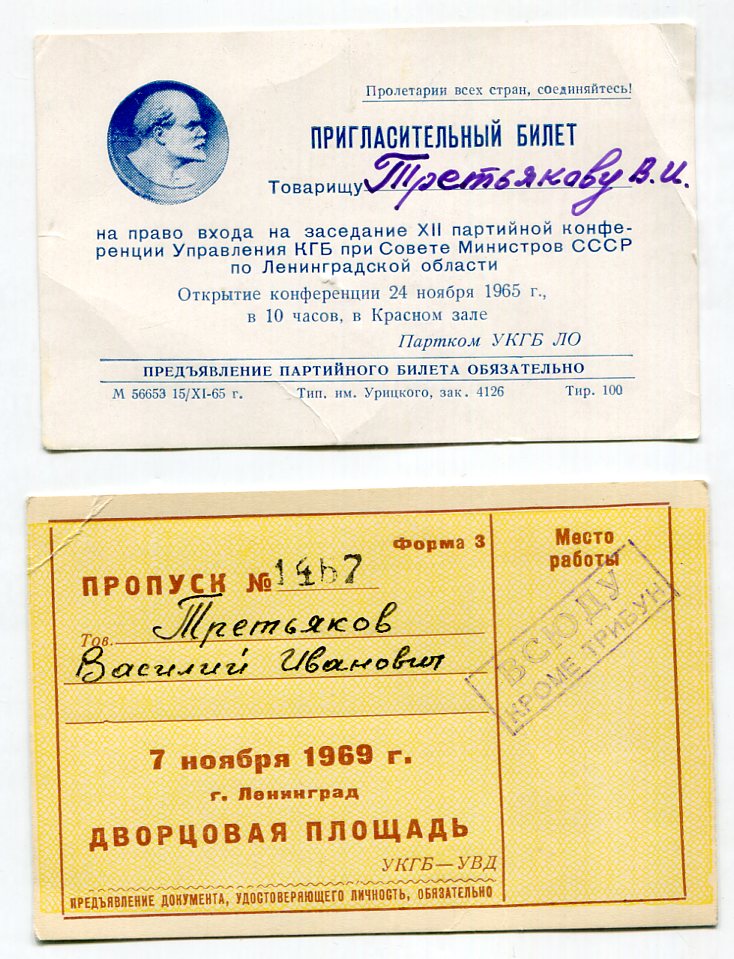 Пролетарии всех стран, соединяйтесь!
ПРИГЛАСИТЕЛЬНЫЙ БИЛЕТ
Товарищу Третьякову В.И.
на право входа на заседание XII партийной конфе-
ренции Управления КГБ при Совете Министров СССР
по Ленинградской области
Открытие конференции 24 ноября 1965 г.,
в 10 часов, в Красном зале
Партком УКГБ ЛО
ПРЕДЪЯВЛЕНИЕ ПАРТИЙНОГО БИЛЕТА ОБЯЗАТЕЛЬНО
М 56653 15/XI-65 г. Тип. им. Урицкого, зак. 4126 Тир. 100
Форма 3
ПРОПУСК № 1467
Тов. Третьяков
Василий Иванович
7 ноября 1969 г.
г. Ленинград
ДВОРЦОВАЯ ПЛОЩАДЬ
УКГБ—УВД
ПРЕДЪЯВЛЕНИЕ ДОКУМЕНТА, УДОСТОВЕРЯЮЩЕГО ЛИЧНОСТЬ, ОБЯЗАТЕЛЬНО
Место
работы
ВСЮДУ
КРОМЕ ТРИБУН